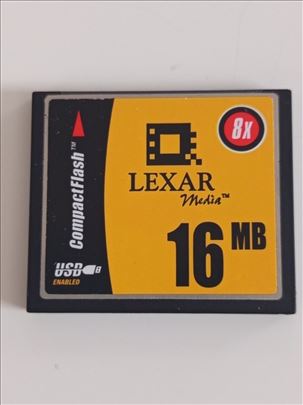 8x
CompactFlash™
LEXAR
Media™
16 MB
USB
ENABLED